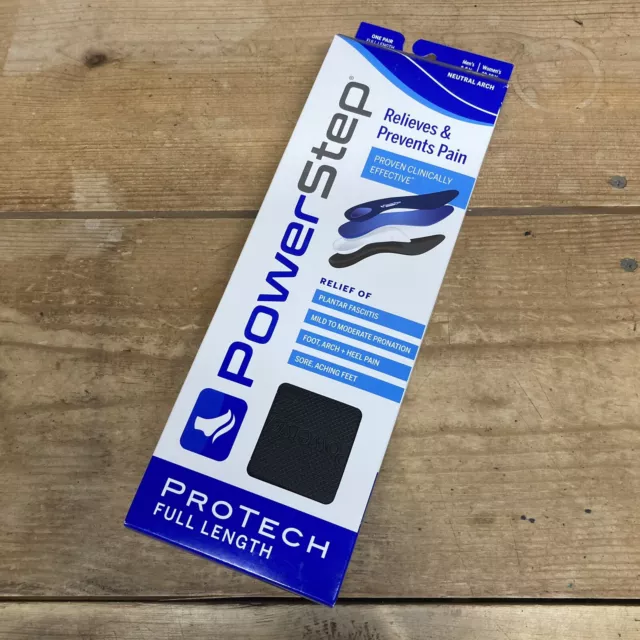 ONE PAIR
FULL LENGTH
Men's
Women's
NEUTRAL ARCH
PowerStep®
Relieves &
Prevents Pain
PROVEN CLINICALLY
EFFECTIVE
RELIEF OF
PLANTAR FASCIITIS
MILD TO MODERATE PRONATION
FOOT, ARCH + HEEL PAIN
SORE, ACHING FEET
PROTECH
FULL LENGTH